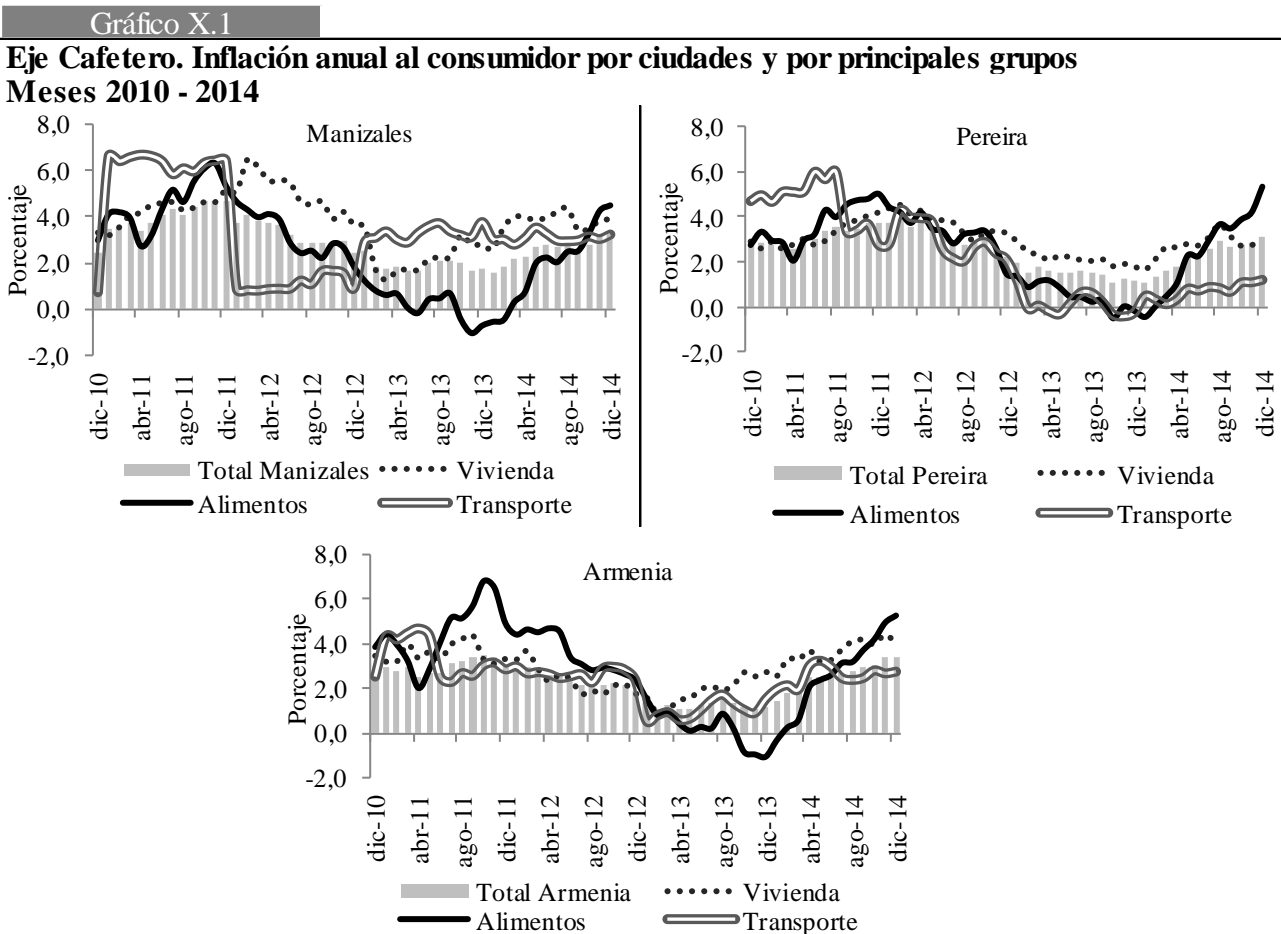 Gráfico X.1
Eje Cafetero. Inflación anual al consumidor por ciudades y por principales grupos
Meses 2010 - 2014
Manizales
Porcentaje
8,0
6,0
4,0
2,0
0,0
-2,0
dic-10
abr-11
ago-11
dic-11
abr-12
ago-12
dic-12
abr-13
ago-13
dic-13
abr-14
ago-14
dic-14
Total Manizales Vivienda
Alimentos Transporte
Pereira
Porcentaje
8,0
6,0
4,0
2,0
0,0
-2,0
dic-10
abr-11
ago-11
dic-11
abr-12
ago-12
dic-12
abr-13
ago-13
dic-13
abr-14
ago-14
dic-14
Total Pereira Vivienda
Alimentos Transporte
Armenia
Porcentaje
8,0
6,0
4,0
2,0
0,0
-2,0
dic-10
abr-11
ago-11
dic-11
abr-12
ago-12
dic-12
abr-13
ago-13
dic-13
abr-14
ago-14
dic-14
Total Armenia Vivienda
Alimentos Transporte